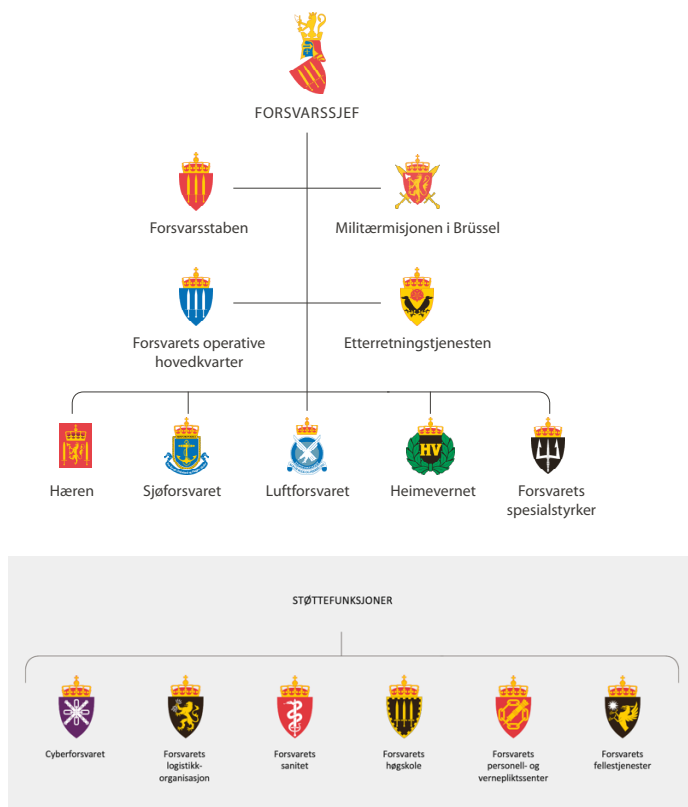 FORSVARSSJEF
Forsvarsstaben
Militærmisjonen i Brüssel
Forsvarets operative
hovedkvarter
Etterretningstjenesten
Hæren
Sjøforsvaret
Luftforsvaret
HV
Heimevernet
Forsvarets
spesialstyrker
STØTTEFUNKSJONER
Cyberforsvaret
Forsvarets
logistikk-
organisasjon
Forsvarets
sanitet
Forsvarets
høgskole
Forsvarets
personell- og
vernepliktssenter
Forsvarets
fellestjenester